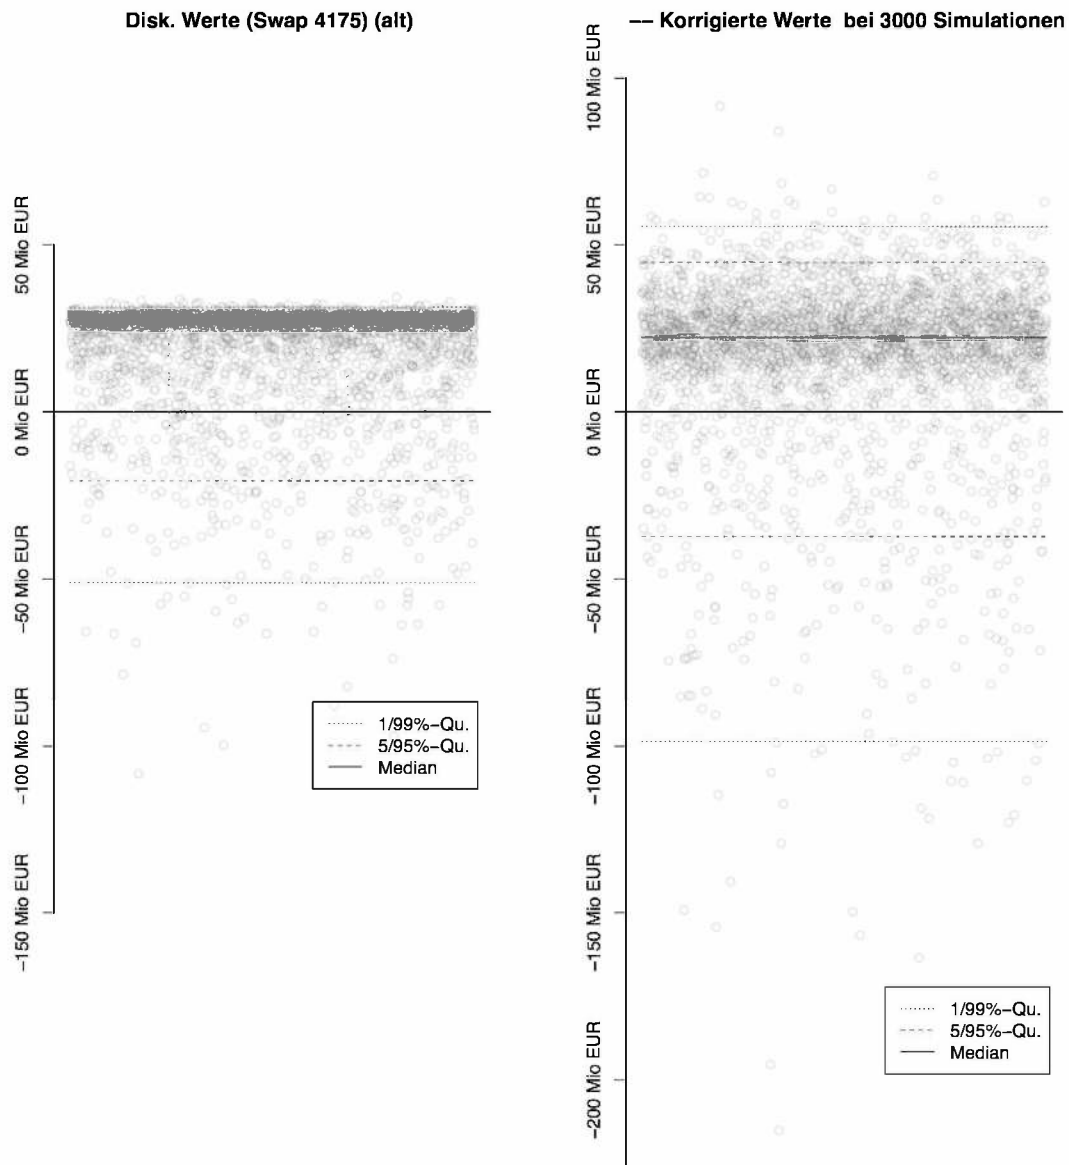 Disk. Werte (Swap 4175) (alt)
50 Mio EUR
0 Mio EUR
−50 Mio EUR
−100 Mio EUR
−150 Mio EUR
1/99%−Qu.
5/95%−Qu.
Median
−− Korrigierte Werte bei 3000 Simulationen
100 Mio EUR
50 Mio EUR
0 Mio EUR
−50 Mio EUR
−100 Mio EUR
−150 Mio EUR
−200 Mio EUR
1/99%−Qu.
5/95%−Qu.
Median